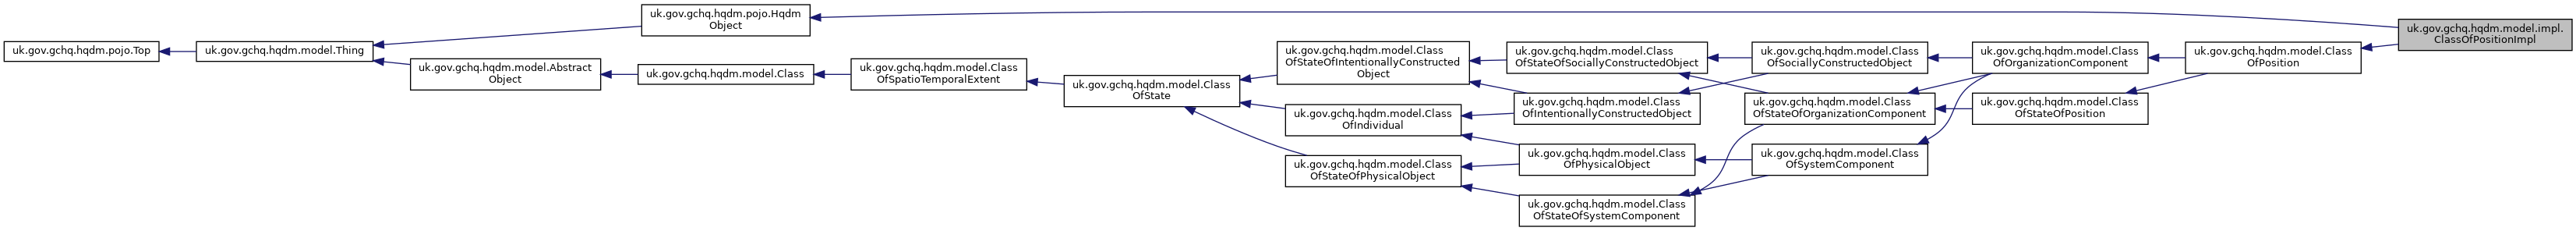 uk.gov.gchq.hqdm.pojo.Top
uk.gov.gchq.hqdm.model.Thing
uk.gov.gchq.hqdm.pojo.Hqdm
Object
uk.gov.gchq.hqdm.model.Abstract
Object
uk.gov.gchq.hqdm.model.Class
uk.gov.gchq.hqdm.model.Class
OfSpatioTemporalExtent
uk.gov.gchq.hqdm.model.Class
OfState
uk.gov.gchq.hqdm.model.Class
OfStateOfIntentionallyConstructed
Object
uk.gov.gchq.hqdm.model.Class
OfIndividual
uk.gov.gchq.hqdm.model.Class
OfStateOfPhysicalObject
uk.gov.gchq.hqdm.model.Class
OfStateOfSociallyConstructedObject
uk.gov.gchq.hqdm.model.Class
OfIntentionallyConstructedObject
uk.gov.gchq.hqdm.model.Class
OfPhysicalObject
uk.gov.gchq.hqdm.model.Class
OfStateOfSystemComponent
uk.gov.gchq.hqdm.model.Class
OfSociallyConstructedObject
uk.gov.gchq.hqdm.model.Class
OfStateOfOrganizationComponent
uk.gov.gchq.hqdm.model.Class
OfSystemComponent
uk.gov.gchq.hqdm.model.Class
OfOrganizationComponent
uk.gov.gchq.hqdm.model.Class
OfStateOfPosition
uk.gov.gchq.hqdm.model.Class
OfPosition
uk.gov.gchq.hqdm.model.impl.
ClassOfPositionImpl